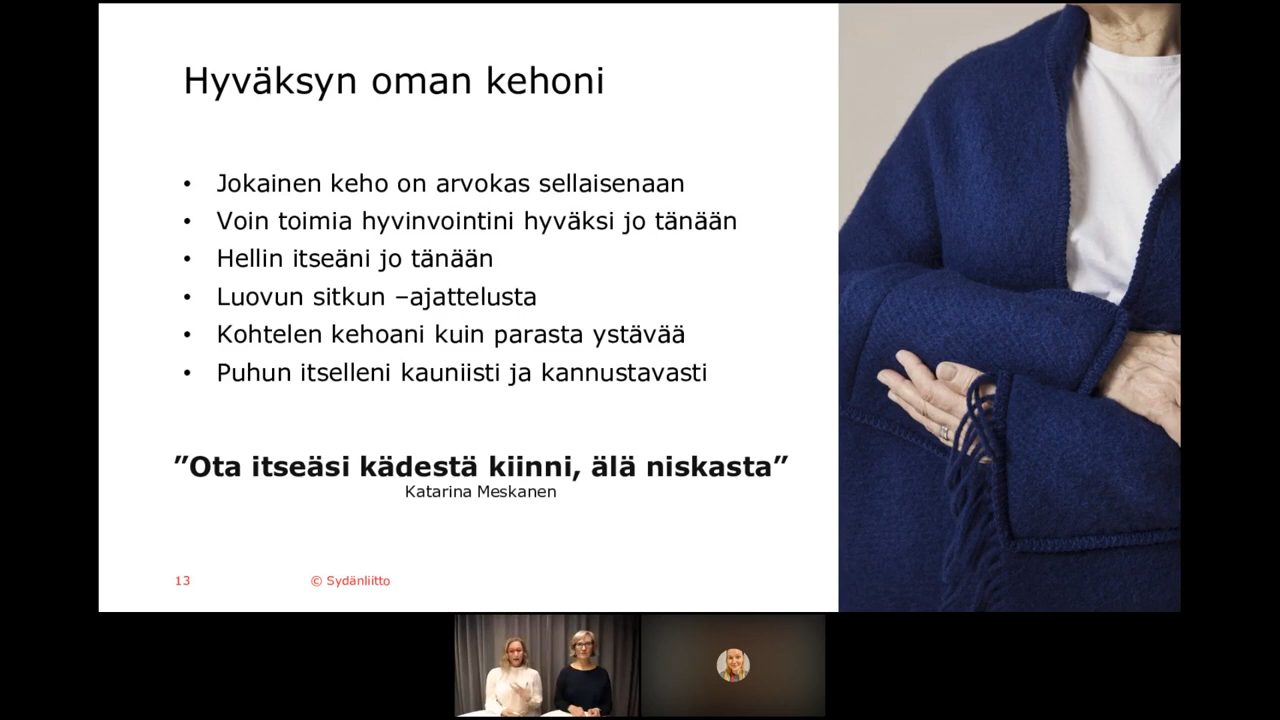 Hyväksyn oman kehoni
• Jokainen keho on arvokas sellaisenaan
• Voin toimia hyvinvointini hyväksi jo tänään
• Hellin itseäni jo tänään
• Luovun sitkun –ajattelusta
• Kohtelen kehoani kuin parasta ystävää
• Puhun itselleni kauniisti ja kannustavasti
”Ota itseäsi kädestä kiinni, älä niskasta”
Katarina Meskanen
13 © Sydänliitto